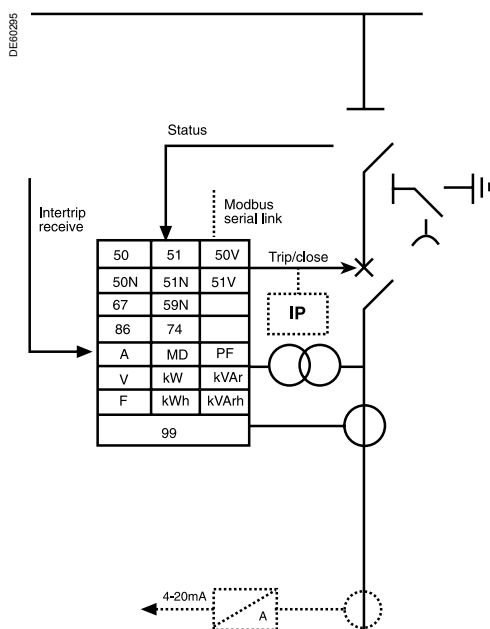 DE60295
Status
Intertrip
receive
Modbus
serial link
50 51 50V
Trip/close
50N 51N 51V
67 59N
IP
86 74
A MD PF
V kW kVAr
F kWh kVArh
99
4-20mA
A